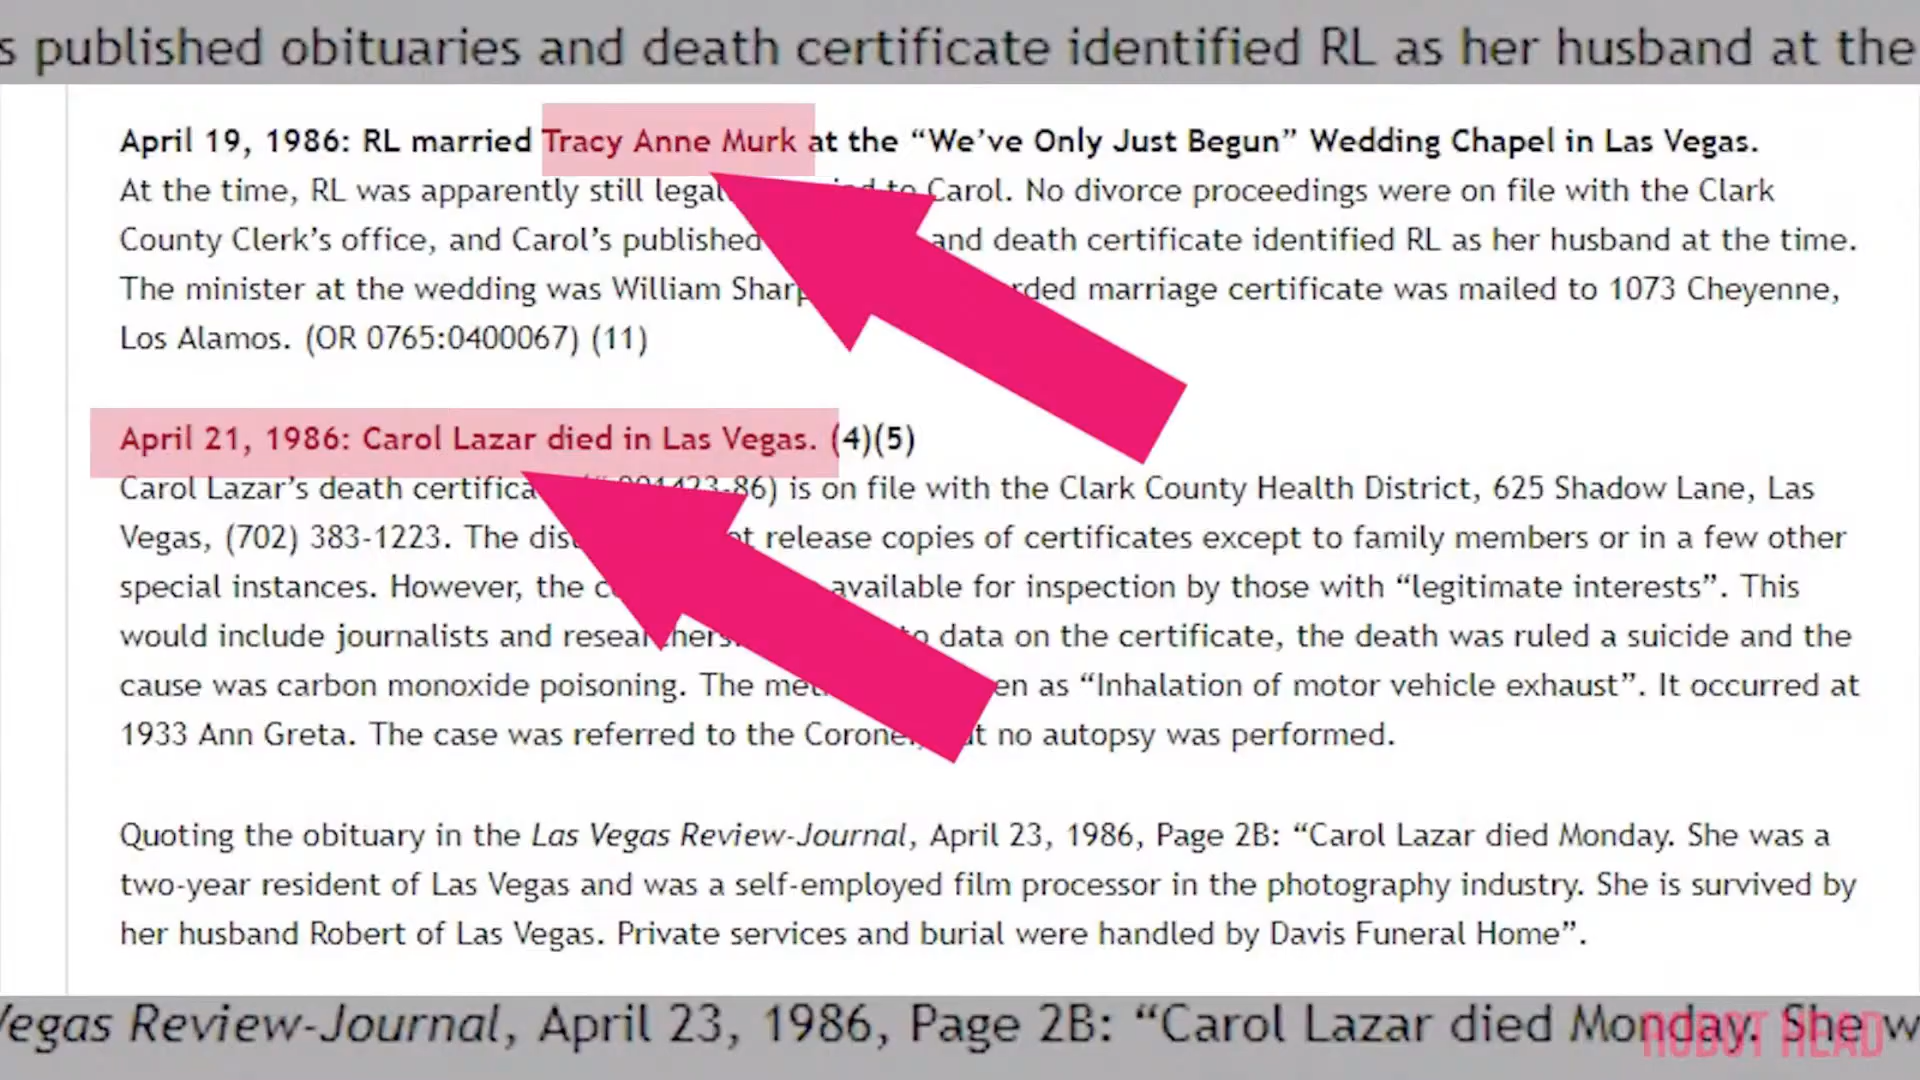 s published obituaries and death certificate identified RL as her husband at the
April 19, 1986: RL married Tracy Anne Murk at the “We’ve Only Just Begun” Wedding Chapel in Las Vegas.
At the time, RL was apparently still to Carol. No divorce proceedings were on file with the Clark
County Clerk’s office, and Carol’s published and death certificate identified RL as her husband at the time.
The minister at the wedding was William marriage certificate was mailed to 1073 Cheyenne,
Los Alamos. (OR 0765:0400067) (11)
April 21, 1986: Carol Lazar died in Las Vegas. (4)(5)
Carol Lazar’s death is on file with the Clark County Health District, 625 Shadow Lane, Las
Vegas, (702) 383-1223. The release copies of certificates except to family members or in a few other
special instances. However, the available for inspection by those with “legitimate interests”. This
would include journalists and researchers. to data on the certificate, the death was ruled a suicide and the
cause was carbon monoxide poisoning. The as “Inhalation of motor vehicle exhaust”. It occurred at
1933 Ann Greta. The case was referred to the Coroner, no autopsy was performed.
Quoting the obituary in the Las Vegas Review-Journal, April 23, 1986, Page 2B: “Carol Lazar died Monday. She was a
two-year resident of Las Vegas and was a self-employed film processor in the photography industry. She is survived by
her husband Robert of Las Vegas. Private services and burial were handled by Davis Funeral Home”.
Vegas Review-Journal, April 23, 1986, Page 2B: “Carol Lazar died Monday. She w
ROBOT HEAD